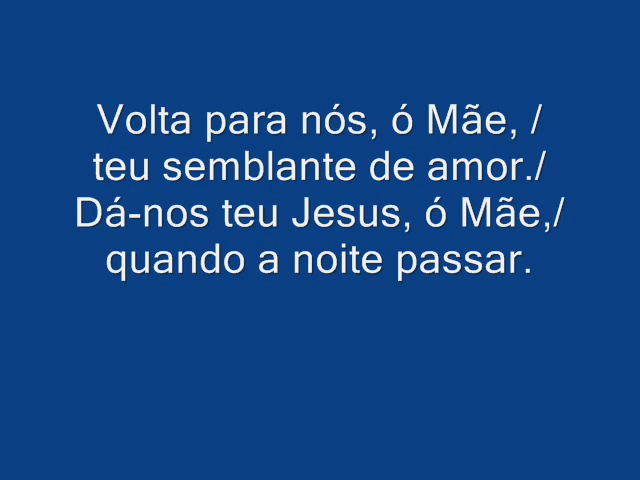 Volta para nós, ó Mãe, /
teu semblante de amor./
Dá-nos teu Jesus, ó Mãe,/
quando a noite passar.